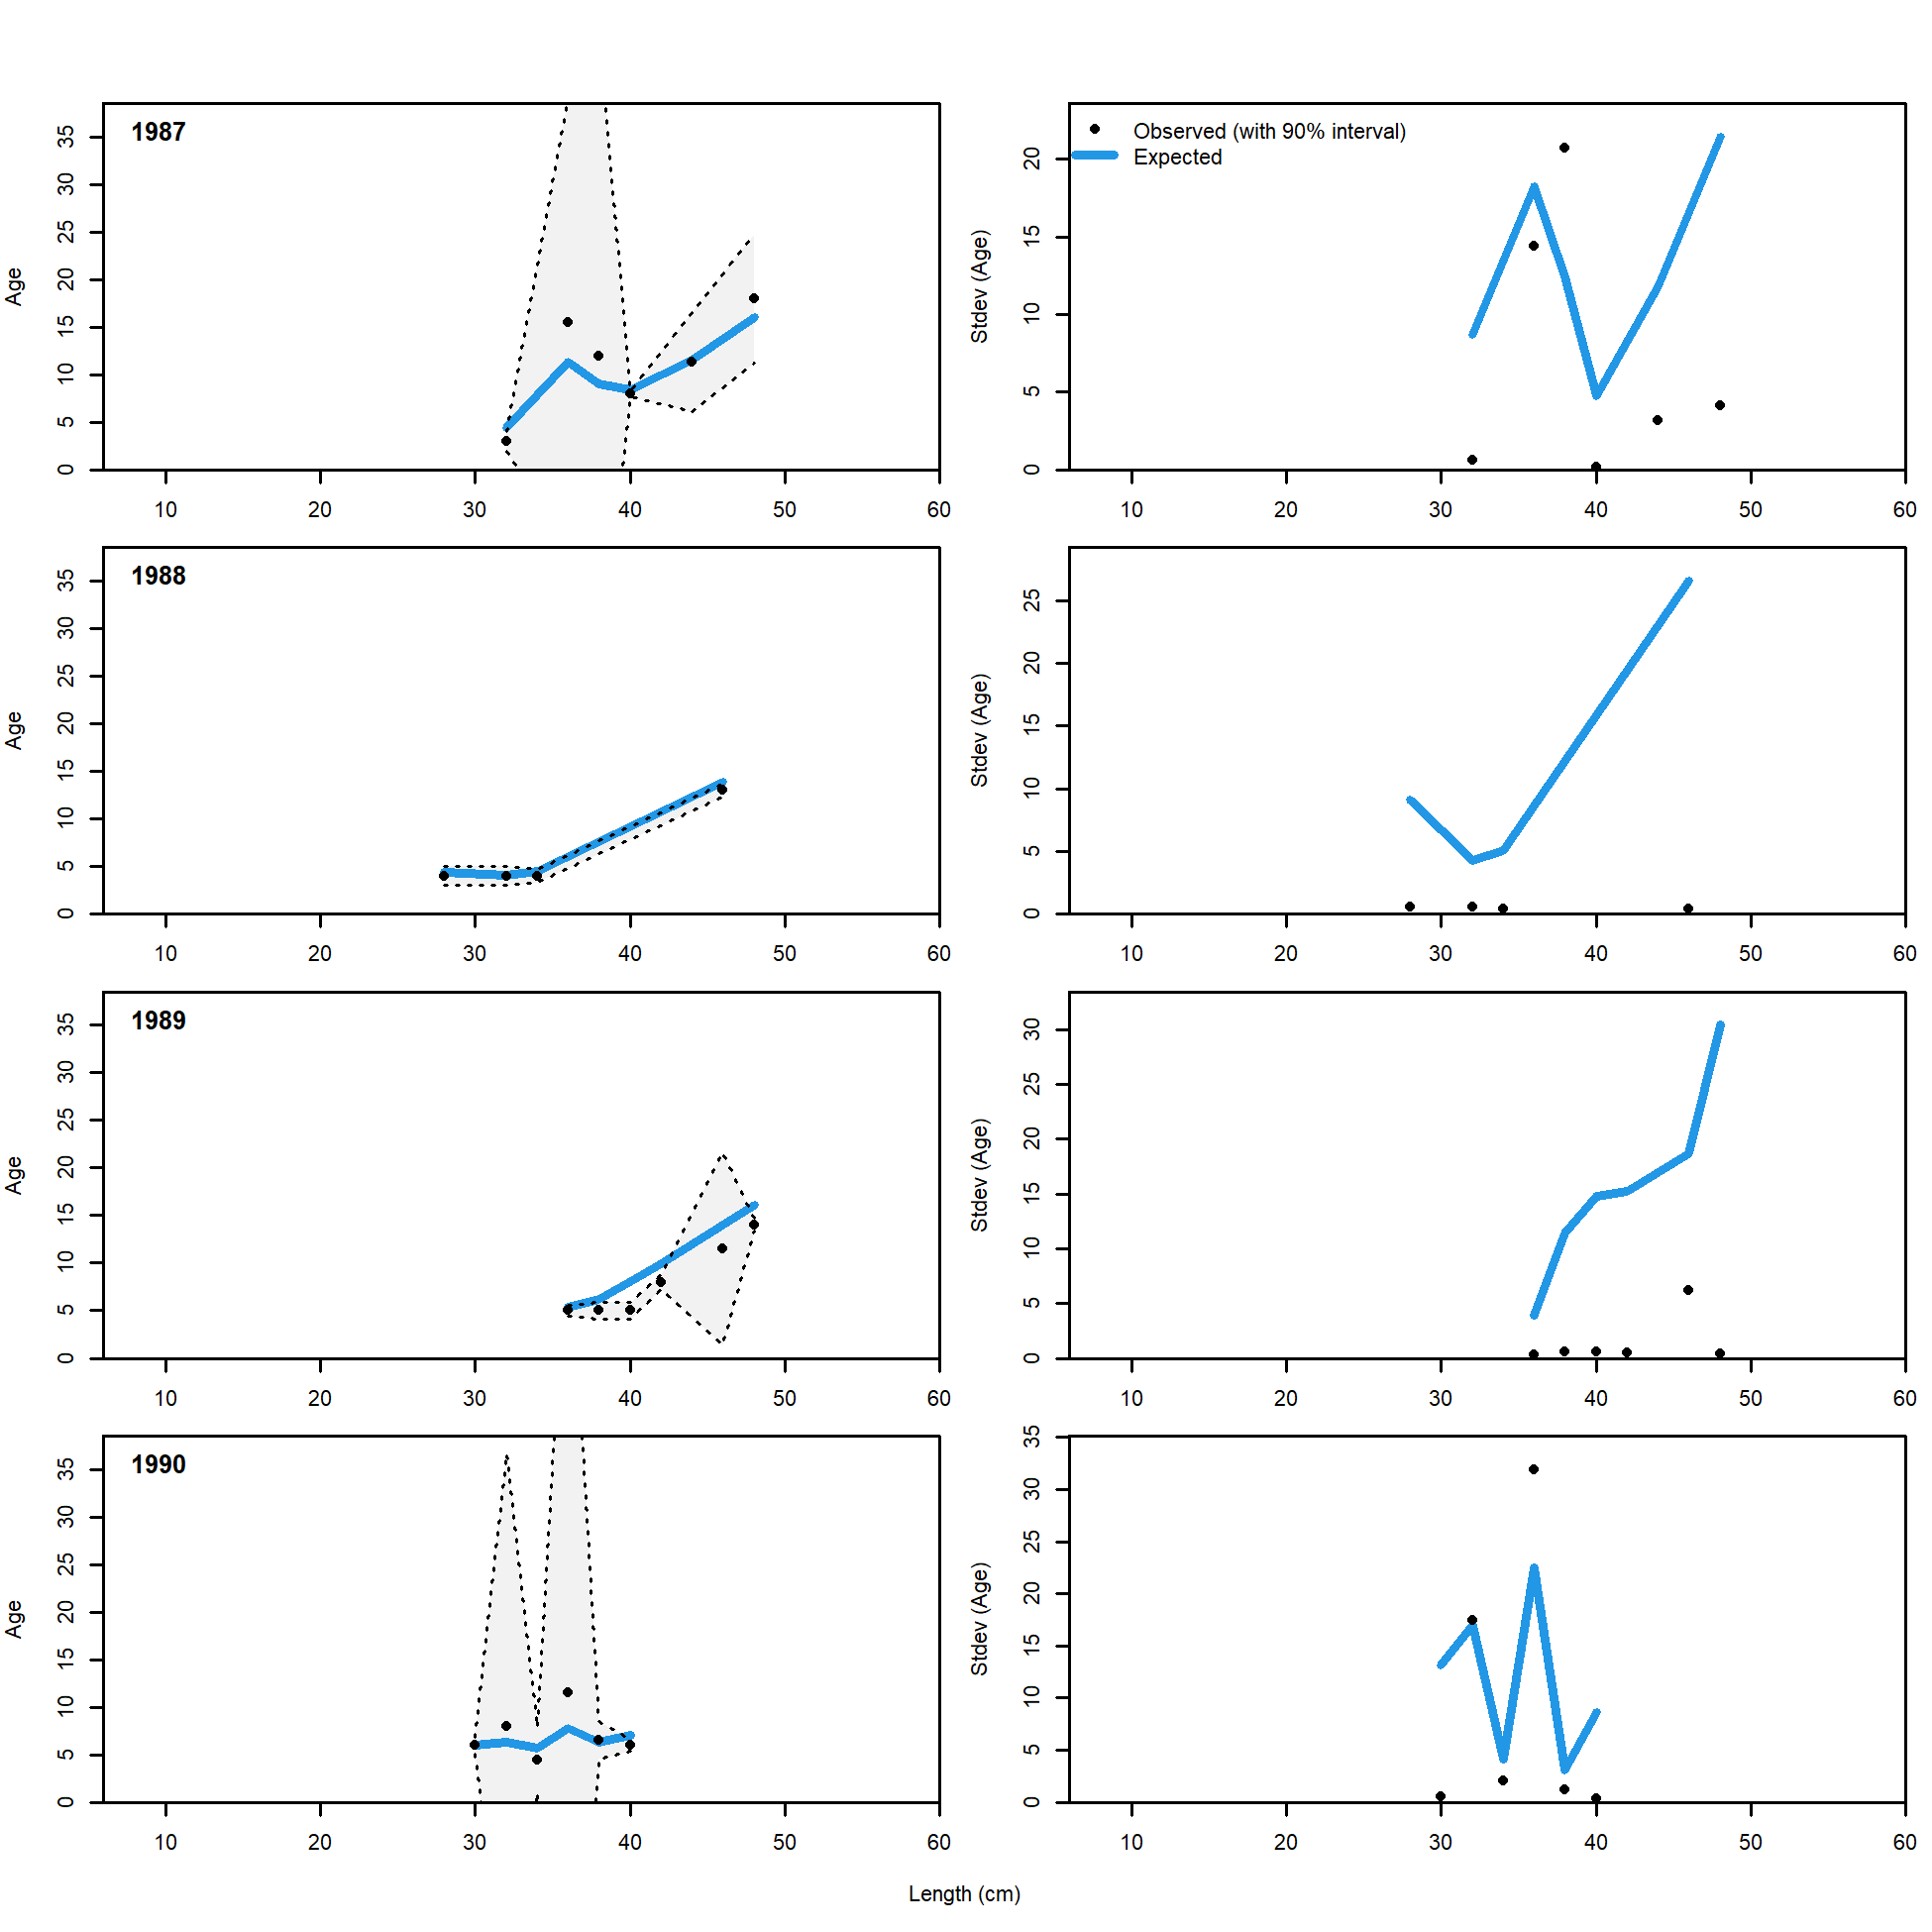 1987
Age
0 5 10 15 20 25 30 35
10 20 30 40 50 60
Observed (with 90% interval)
Expected
Stdev (Age)
0 5 10 15 20
10 20 30 40 50 60
1988
Age
0 5 10 15 20 25 30 35
10 20 30 40 50 60
Stdev (Age)
0 5 10 15 20 25
10 20 30 40 50 60
1989
Age
0 5 10 15 20 25 30 35
10 20 30 40 50 60
Stdev (Age)
0 5 10 15 20 25 30
10 20 30 40 50 60
1990
Age
0 5 10 15 20 25 30 35
10 20 30 40 50 60
Stdev (Age)
0 5 10 15 20 25 30 35
10 20 30 40 50 60
Length (cm)